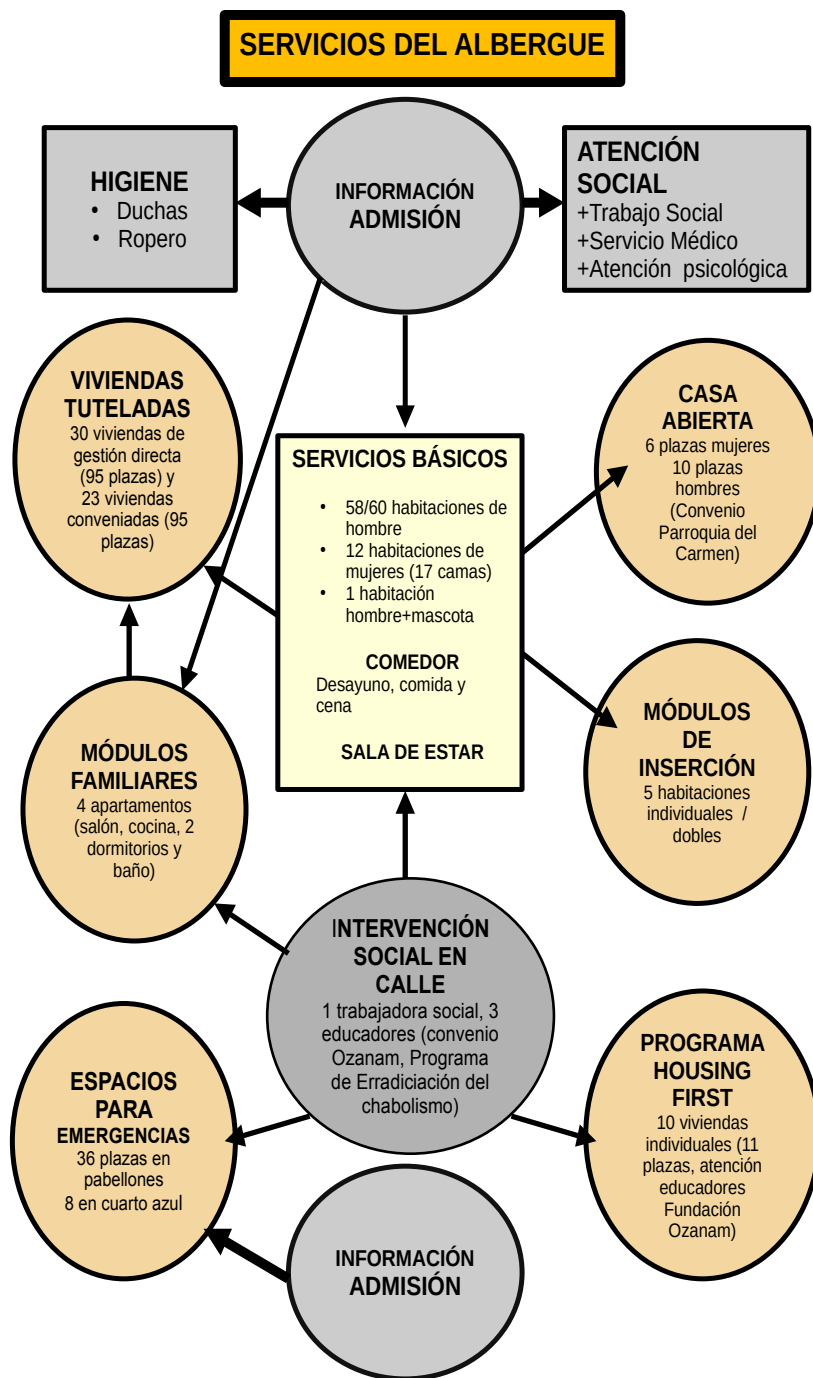 SERVICIOS DEL ALBERGUE
HIGIENE
• Duchas
• Ropero
INFORMACIÓN
ADMISIÓN
ATENCIÓN
SOCIAL
+Trabajo Social
+Servicio Médico
+Atención psicológica
VIVIENDAS
TUTELADAS
30 viviendas de
gestión directa
(95 plazas) y
23 viviendas
conveniadas (95
plazas)
SERVICIOS BÁSICOS
• 58/60 habitaciones de
hombre
• 12 habitaciones de
mujeres (17 camas)
• 1 habitación
hombre+mascota
COMEDOR
Desayuno, comida y
cena
SALA DE ESTAR
CASA
ABIERTA
6 plazas mujeres
10 plazas
hombres
(Convenio
Parroquia del
Carmen)
MÓDULOS
FAMILIARES
4 apartamentos
(salón, cocina, 2
dormitorios y
baño)
MÓDULOS
DE
INSERCIÓN
5 habitaciones
individuales /
dobles
INTERVENCIÓN
SOCIAL EN
CALLE
1 trabajadora social, 3
educadores (convenio
Ozanam, Programa
de Erradiciación del
chabolismo)
ESPACIOS
PARA
EMERGENCIAS
36 plazas en
pabellones
8 en cuarto azul
PROGRAMA
HOUSING
FIRST
10 viviendas
individuales (11
plazas, atención
educadores
Fundación
Ozanam)
INFORMACIÓN
ADMISIÓN